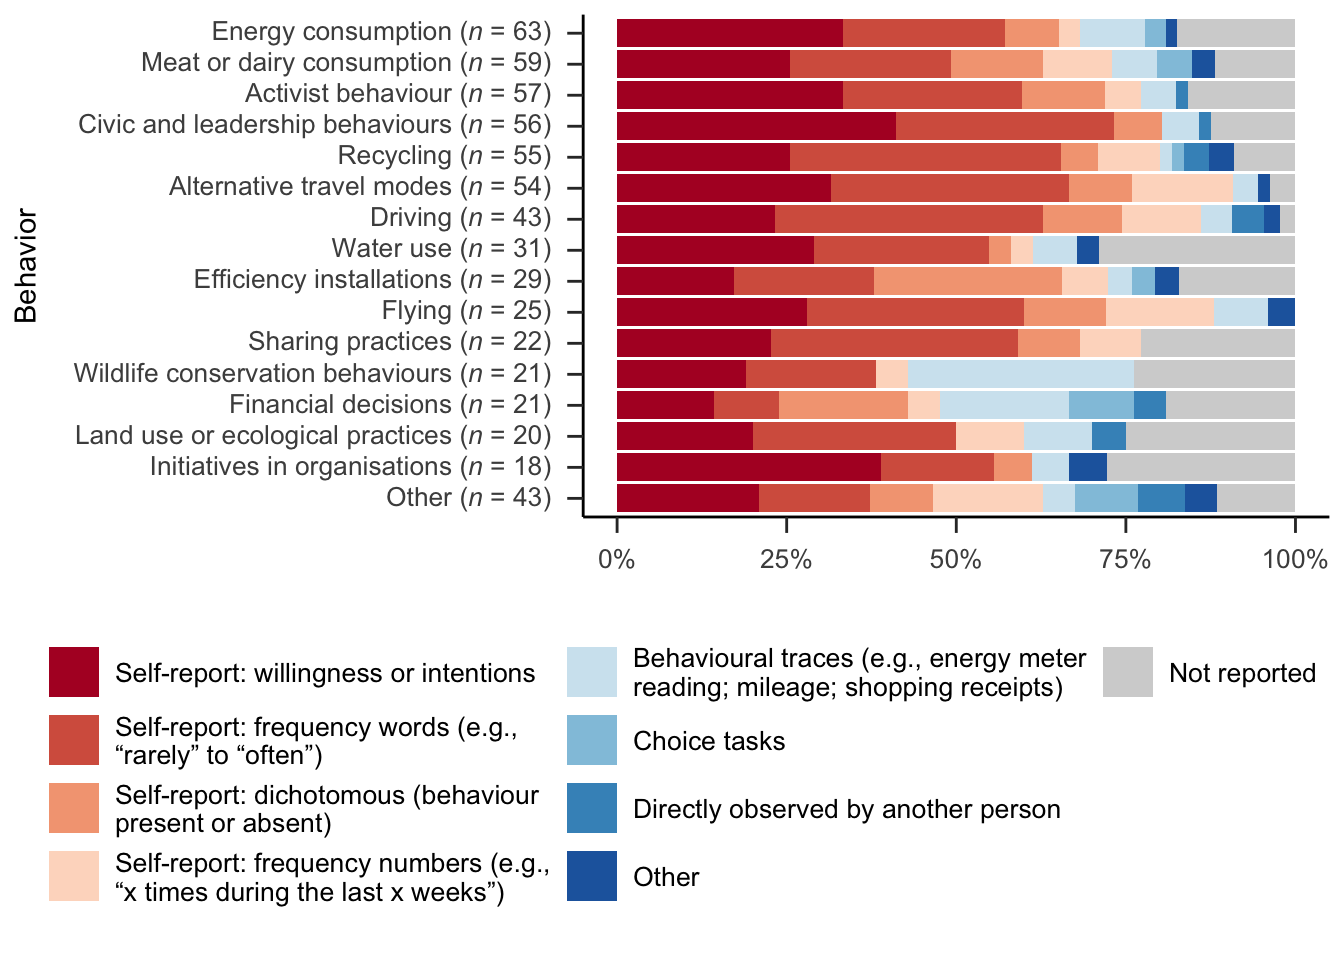 Behavior
Energy consumption (n = 63)
Meat or dairy consumption (n = 59)
Activist behaviour (n = 57)
Civic and leadership behaviours (n = 56)
Recycling (n = 55)
Alternative travel modes (n = 54)
Driving (n = 43)
Water use (n = 31)
Efficiency installations (n = 29)
Flying (n = 25)
Sharing practices (n = 22)
Wildlife conservation behaviours (n = 21)
Financial decisions (n = 21)
Land use or ecological practices (n = 20)
Initiatives in organisations (n = 18)
Other (n = 43)
0% 25% 50% 75% 100%
Self-report: willingness or intentions
Self-report: frequency words (e.g.,
“rarely” to “often”)
Self-report: dichotomous (behaviour
present or absent)
Self-report: frequency numbers (e.g.,
“x times during the last x weeks”)
Behavioural traces (e.g., energy meter
reading; mileage; shopping receipts)
Choice tasks
Directly observed by another person
Other
Not reported